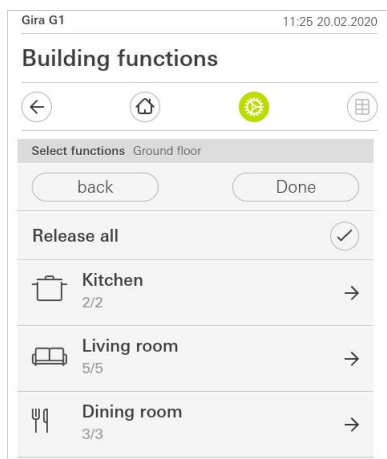 Gira G1 11:25 20.02.2020
Building functions
Select functions Ground floor
back Done
Release all
Kitchen
2/2
Living room
5/5
Dining room
3/3